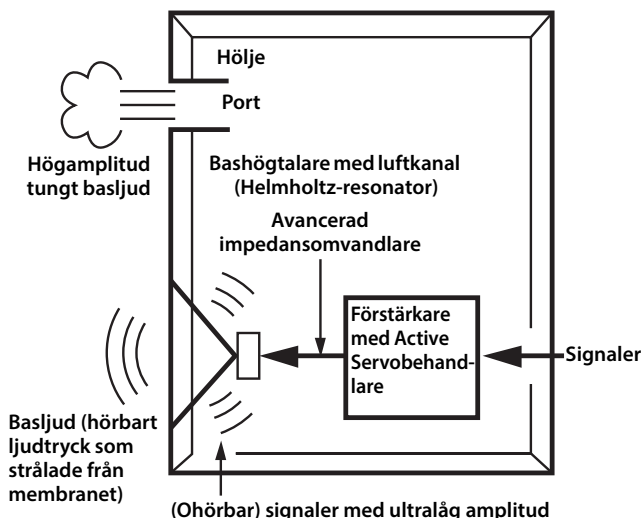 Hölje
Port
Högamplitud
tungt basljud
Bashögtalare med luftkanal
(Helmholtz-resonator)
Avancerad
impedansomvandlare
Förstärkare
med Active
Servobehand-
lare
Signaler
Basljud (hörbart
ljudtryck som
strålade från
membranet)
(Ohörbar) signaler med ultralåg amplitud